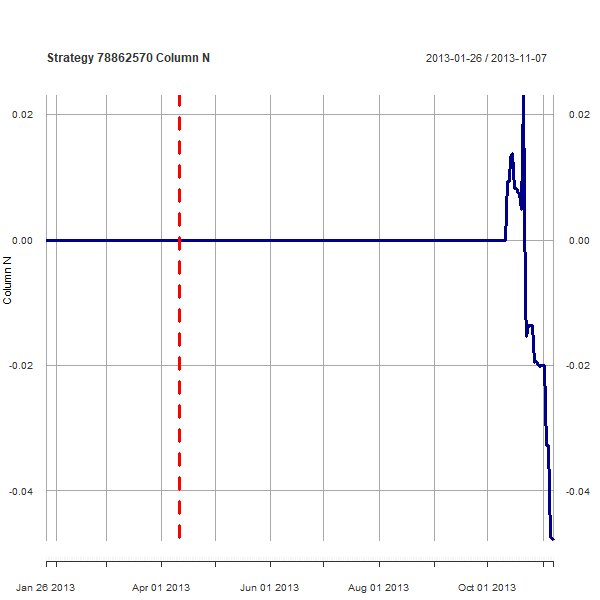 Strategy 78862570 Column N
2013-01-26 / 2013-11-07
0.02
0.02
0.00
0.00
Column N
-0.02
-0.02
-0.04
-0.04
Jan 26 2013
Apr 01 2013
Jun 01 2013
Aug 01 2013
Oct 01 2013